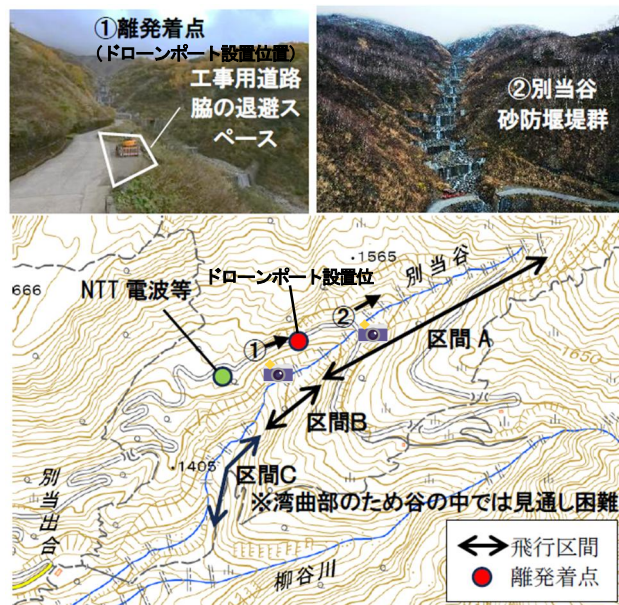 ①離発着点
（ドローンポート設置位置）
工事用道路
脇の退避ス
ペース
②別当谷
砂防堰堤群
1565
別当谷
666
NTT 電波等
ドローンポート設置位
②
①
区間 A
1650
区間B
1405
区間C
※湾曲部のため谷の中では見通し困難
別当出合
柳谷川
飛行区間
離発着点